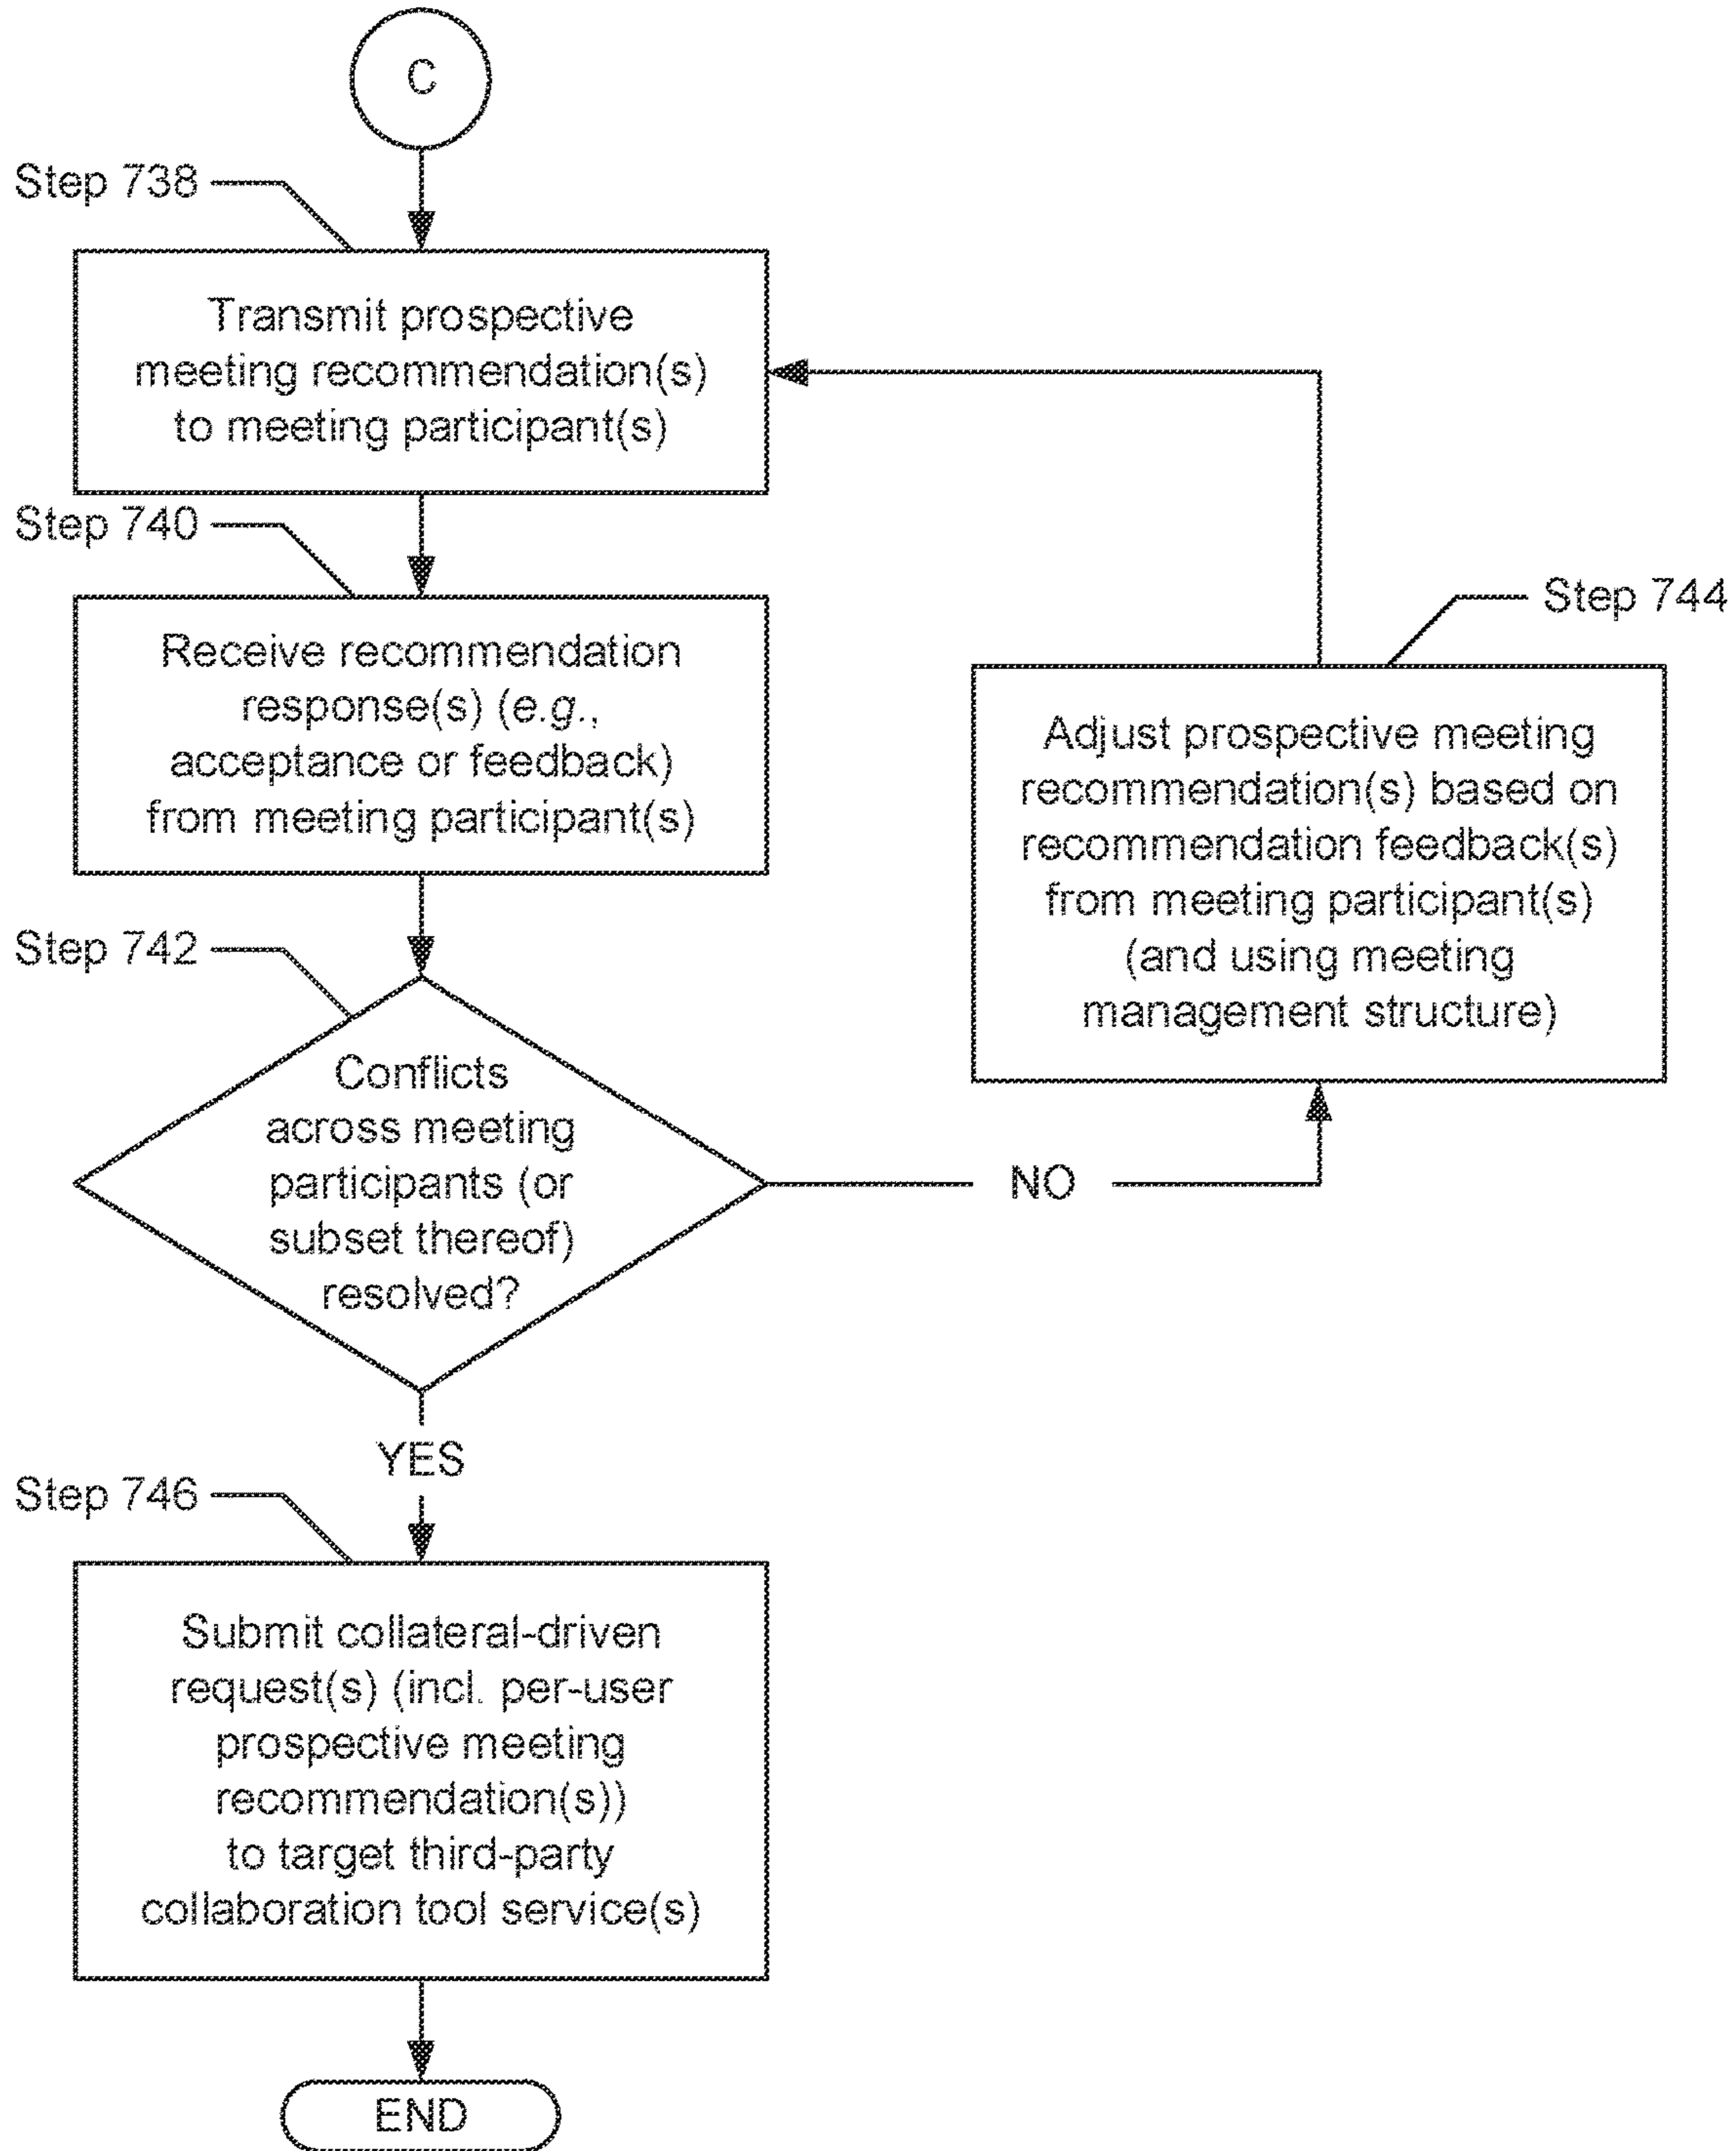 C
Step 738
Transmit prospective
meeting recommendation(s)
to meeting participant(s)
Step 740
Receive recommendation
response(s) (e.g.,
acceptance or feedback)
from meeting participant(s)
Step 744
Adjust prospective meeting
recommendation(s) based on
recommendation feedback(s)
from meeting participant(s)
(and using meeting
management structure)
Step 742
Conflicts
across meeting
participants (or
subset thereof)
resolved?
NO
YES
Step 746
Submit collateral-driven
request(s) (incl. per-user
prospective meeting
recommendation(s))
to target third-party
collaboration tool service(s)
END